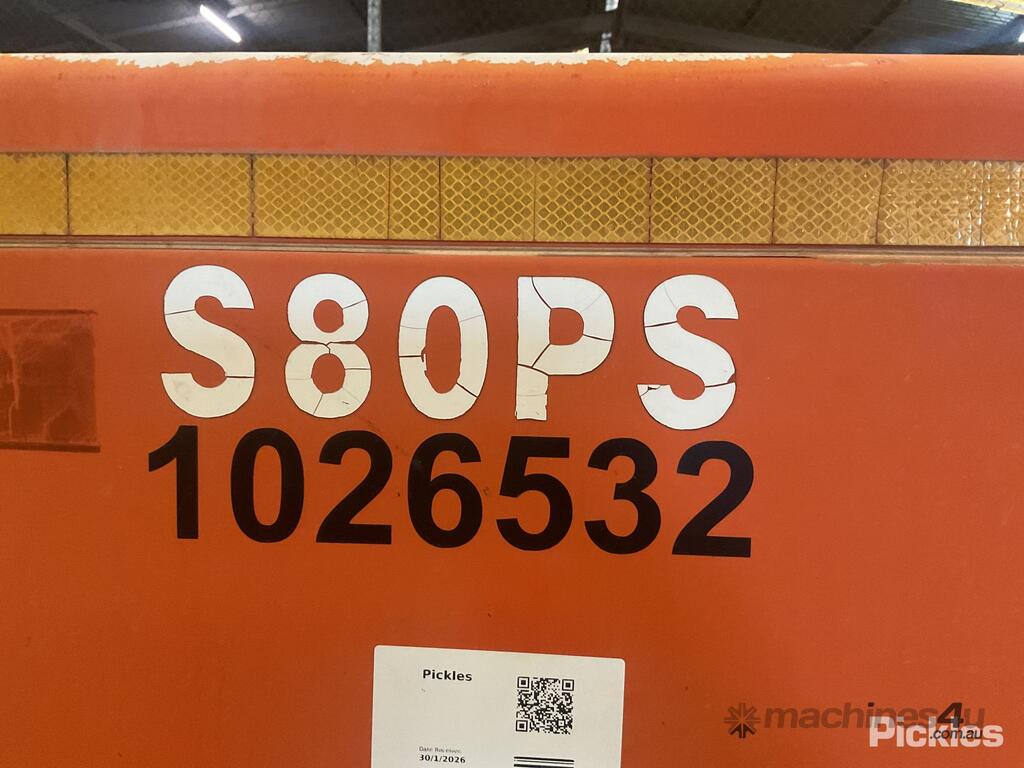 S80PS
1026532
Pickles
Date Received
30/1/2026
machines4u
.com.au
Pickles